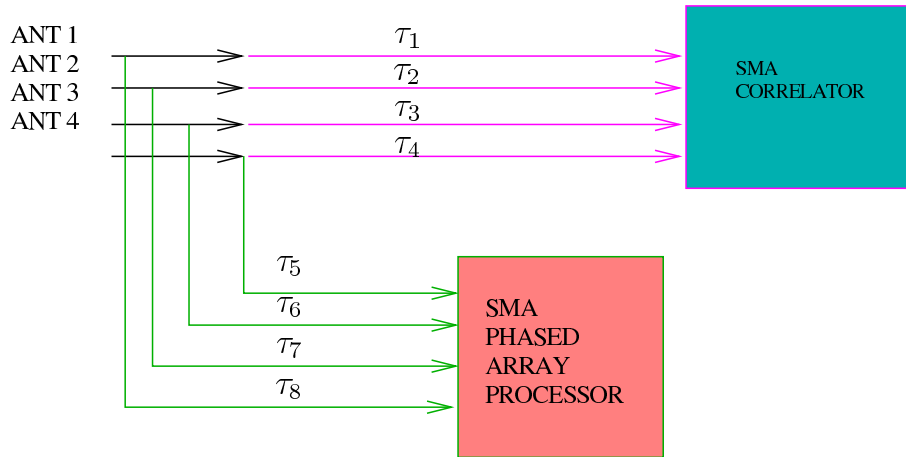 ANT 1
ANT 2
ANT 3
ANT 4
τ1
τ2
τ3
τ4
SMA
CORRELATOR
τ5
τ6
τ7
τ8
SMA
PHASED
ARRAY
PROCESSOR